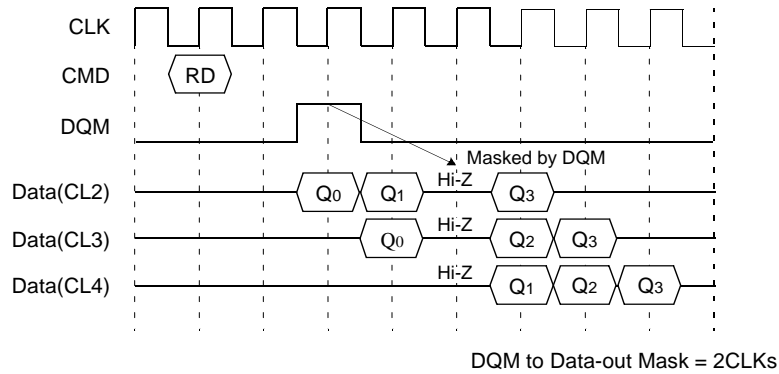 CLK
CMD RD
DQM
Masked by DQM
Data(CL2) Q0 Q1 Hi-Z Q3
Data(CL3) Q0 Hi-Z Q2 Q3
Data(CL4) Hi-Z Q1 Q2 Q3
DQM to Data-out Mask = 2CLKs